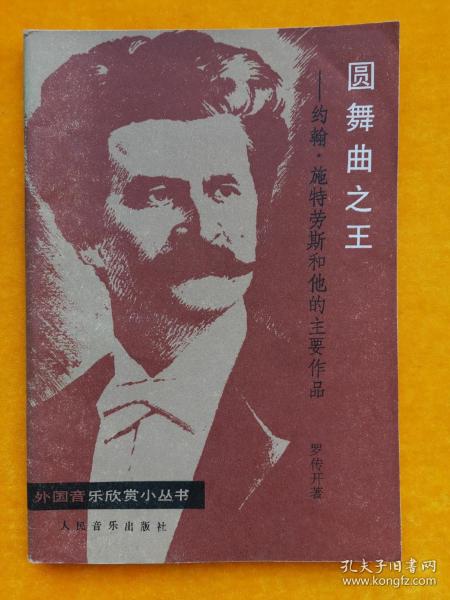 圆舞曲之王
——约翰·施特劳斯和他的主要作品
罗传开著
外国音乐欣赏小丛书
人民音乐出版社
孔夫子旧书网
www.kongfz.com